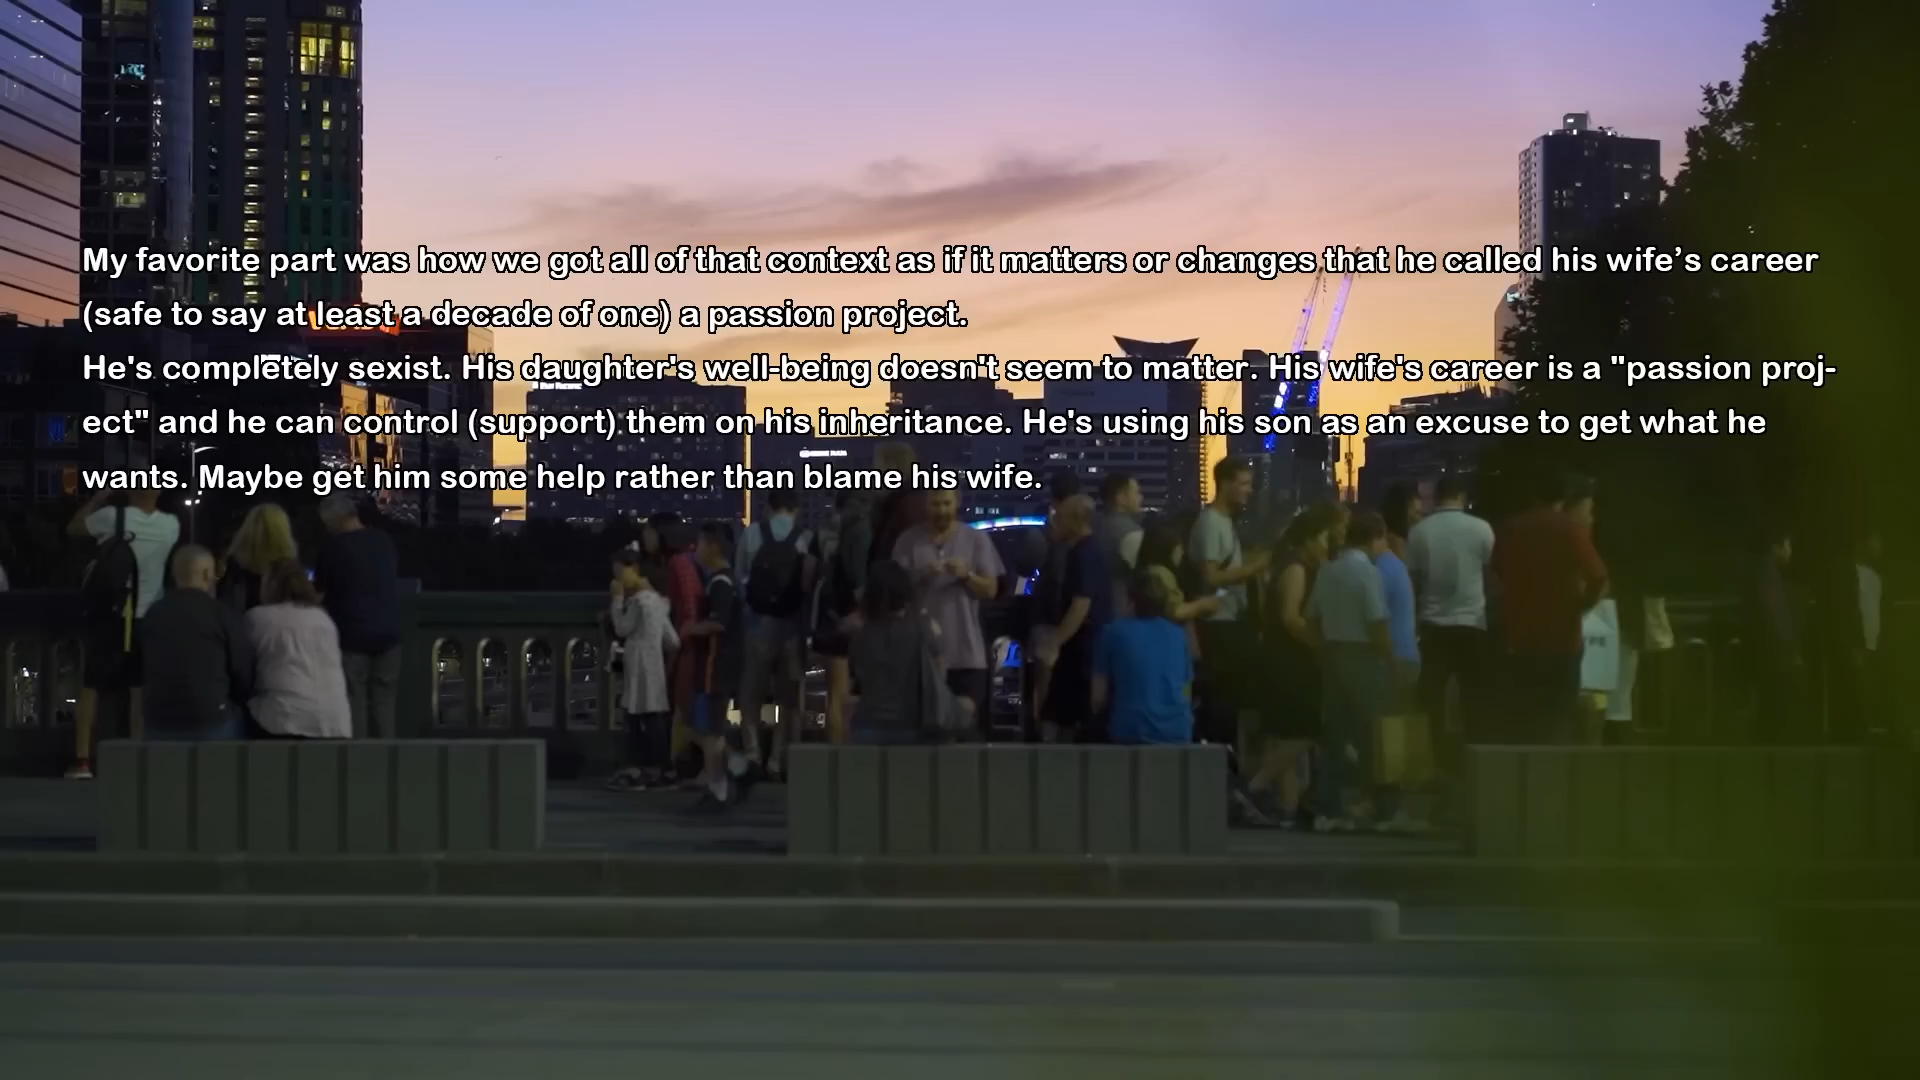 My favorite part was how we got all of that context as if it matters or changes that he called his wife’s career
(safe to say at least a decade of one) a passion project.
He's completely sexist. His daughter's well-being doesn't seem to matter. His wife's career is a "passion proj-
ect" and he can control (support) them on his inheritance. He's using his son as an excuse to get what he
wants. Maybe get him some help rather than blame his wife.